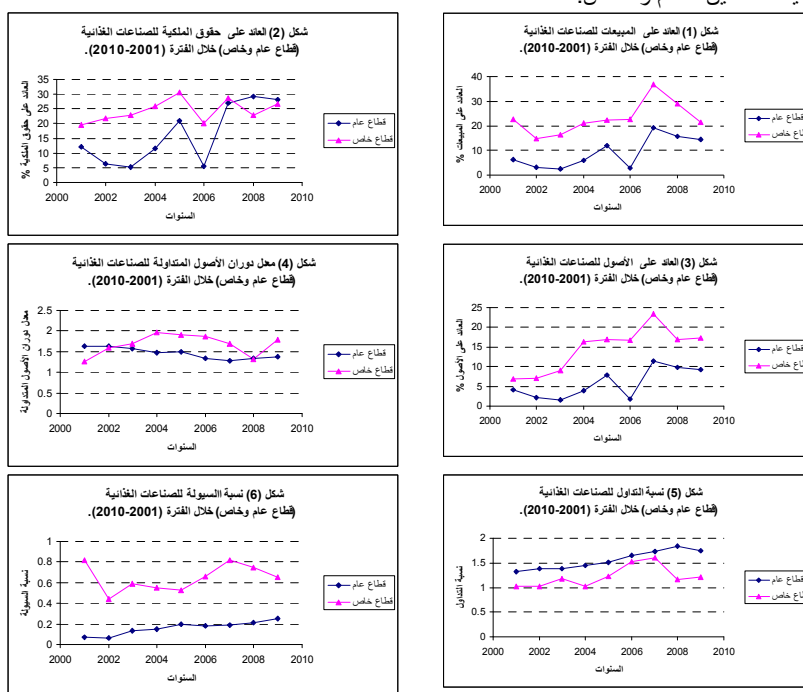 شكل (1) العائد على المبيعات للصناعات الغذائية
(قطاع عام وخاص) خلال الفترة (2001-2010).
العائد على المبيعات %
40
30
20
10
0
2000 2002 2004 2006 2008 2010
السنوات
قطاع عام
قطاع خاص
شكل (2) العائد على حقوق الملكية للصناعات الغذائية
(قطاع عام وخاص) خلال الفترة (2001-2010).
العائد على حقوق الملكية %
35
30
25
20
15
10
5
0
2000 2002 2004 2006 2008 2010
السنوات
قطاع عام
قطاع خاص
شكل (3) العائد على الأصول للصناعات الغذائية
(قطاع عام وخاص) خلال الفترة (2001-2010).
العائد على الأصول %
25
20
15
10
5
0
2000 2002 2004 2006 2008 2010
السنوات
قطاع عام
قطاع خاص
شكل (4) معدل دوران الأصول المتداولة للصناعات الغذائية
(قطاع عام وخاص) خلال الفترة (2001-2010).
معدل دوران الأصول المتداولة
2.5
2
1.5
1
0.5
0
2000 2002 2004 2006 2008 2010
السنوات
قطاع عام
قطاع خاص
شكل (5) نسبة التداول للصناعات الغذائية
(قطاع عام وخاص) خلال الفترة (2001-2010).
نسبة التداول
2
1.5
1
0.5
0
2000 2002 2004 2006 2008 2010
السنوات
قطاع عام
قطاع خاص
شكل (6) نسبة االسيولة للصناعات الغذائية
(قطاع عام وخاص) خلال الفترة (2001-2010).
نسبة السيولة
1
0.8
0.6
0.4
0.2
0
2000 2002 2004 2006 2008 2010
السنوات
قطاع عام
قطاع خاص